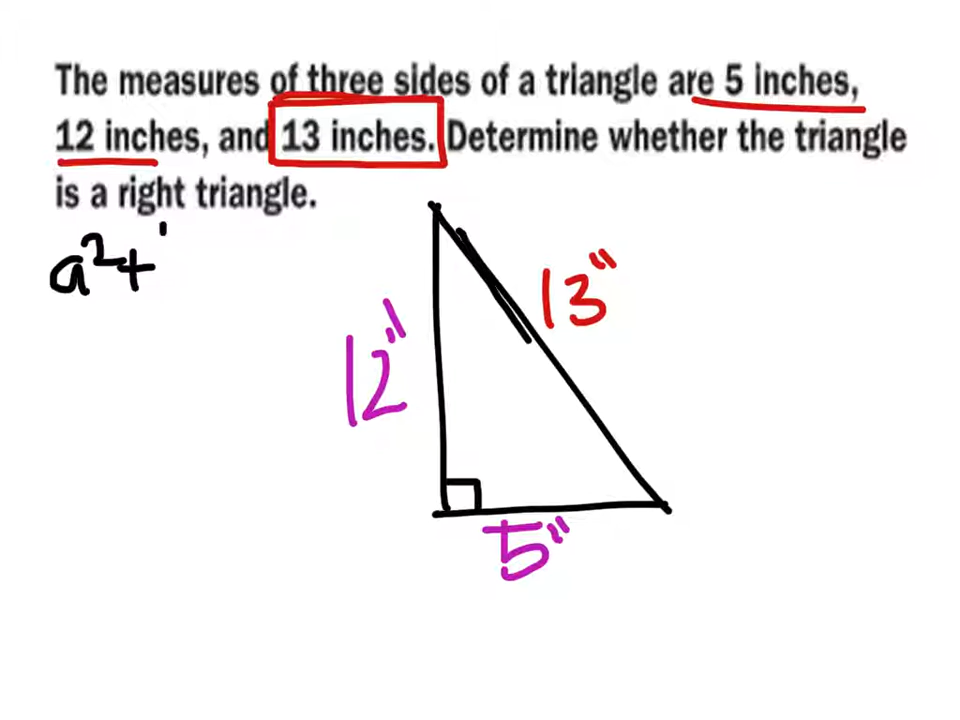 The measures of three sides of a triangle are 5 inches,
12 inches, and 13 inches. Determine whether the triangle
is a right triangle.
a²+
13"
12"
5"